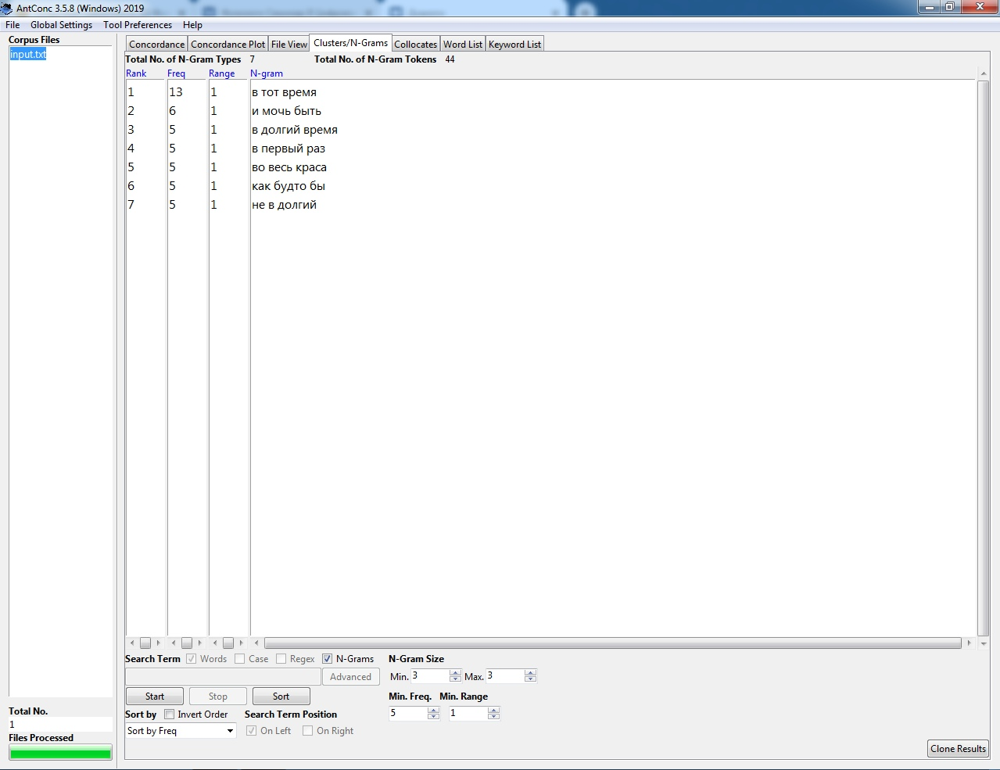 AntConc 3.5.8 (Windows) 2019
File Global Settings Tool Preferences Help
Corpus Files
input.txt
Concordance Concordance Plot File View Clusters/N-Grams Collocates Word List Keyword List
Total No. of N-Gram Types 7 Total No. of N-Gram Tokens 44
Rank Freq Range N-gram
1 13 1 в тот время
2 6 1 и мочь быть
3 5 1 в долгий время
4 5 1 в первый раз
5 5 1 во весь краса
6 5 1 как будто бы
7 5 1 не в долгий
Search Term Words Case Regex N-Grams N-Gram Size
Advanced Min. 3 Max. 3
Start Stop Sort Min. Freq. Min. Range
Sort by Invert Order Search Term Position 5 1
Sort by Freq On Left On Right
Total No.
1
Files Processed
Clone Results